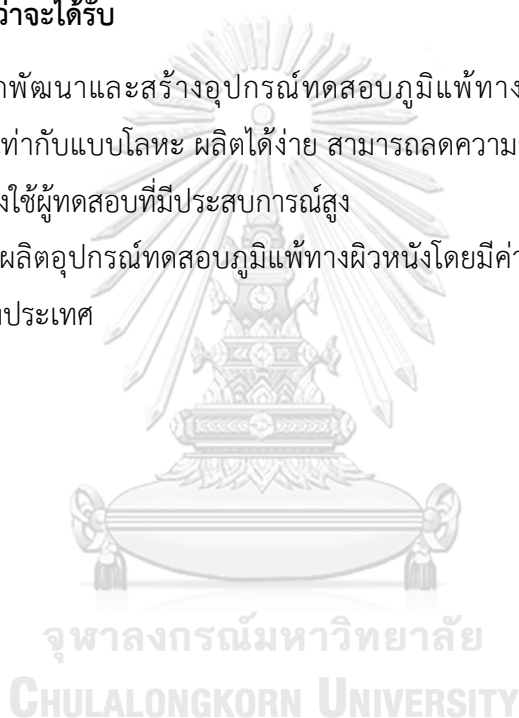 ว่าจะได้รับ
าพัฒนาและสร้างอุปกรณ์ทดสอบภูมิแพ้ทาง
เท่ากับแบบโลหะ ผลิตได้ง่าย สามารถลดความ
งใช้ผู้ทดสอบที่มีประสบการณ์สูง
ผลิตอุปกรณ์ทดสอบภูมิแพ้ทางผิวหนังโดยมีค่า
ประเทศ
จุฬาลงกรณ์มหาวิทยาลัย
CHULALONGKORN UNIVERSITY